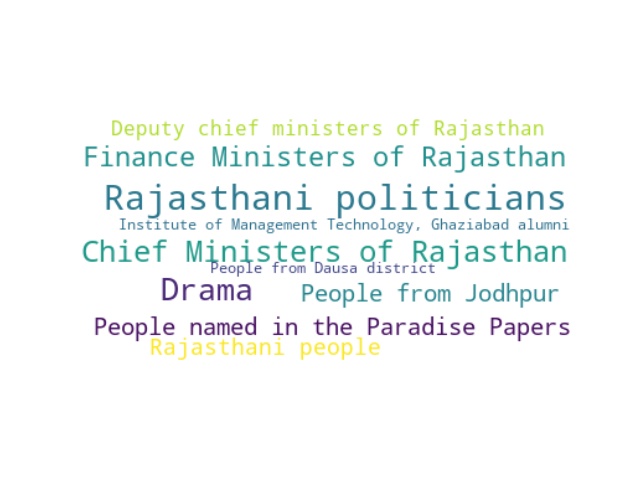 Deputy chief ministers of Rajasthan
Finance Ministers of Rajasthan
Rajasthani politicians
Institute of Management Technology, Ghaziabad alumni
Chief Ministers of Rajasthan
People from Dausa district
Drama
People from Jodhpur
People named in the Paradise Papers
Rajasthani people